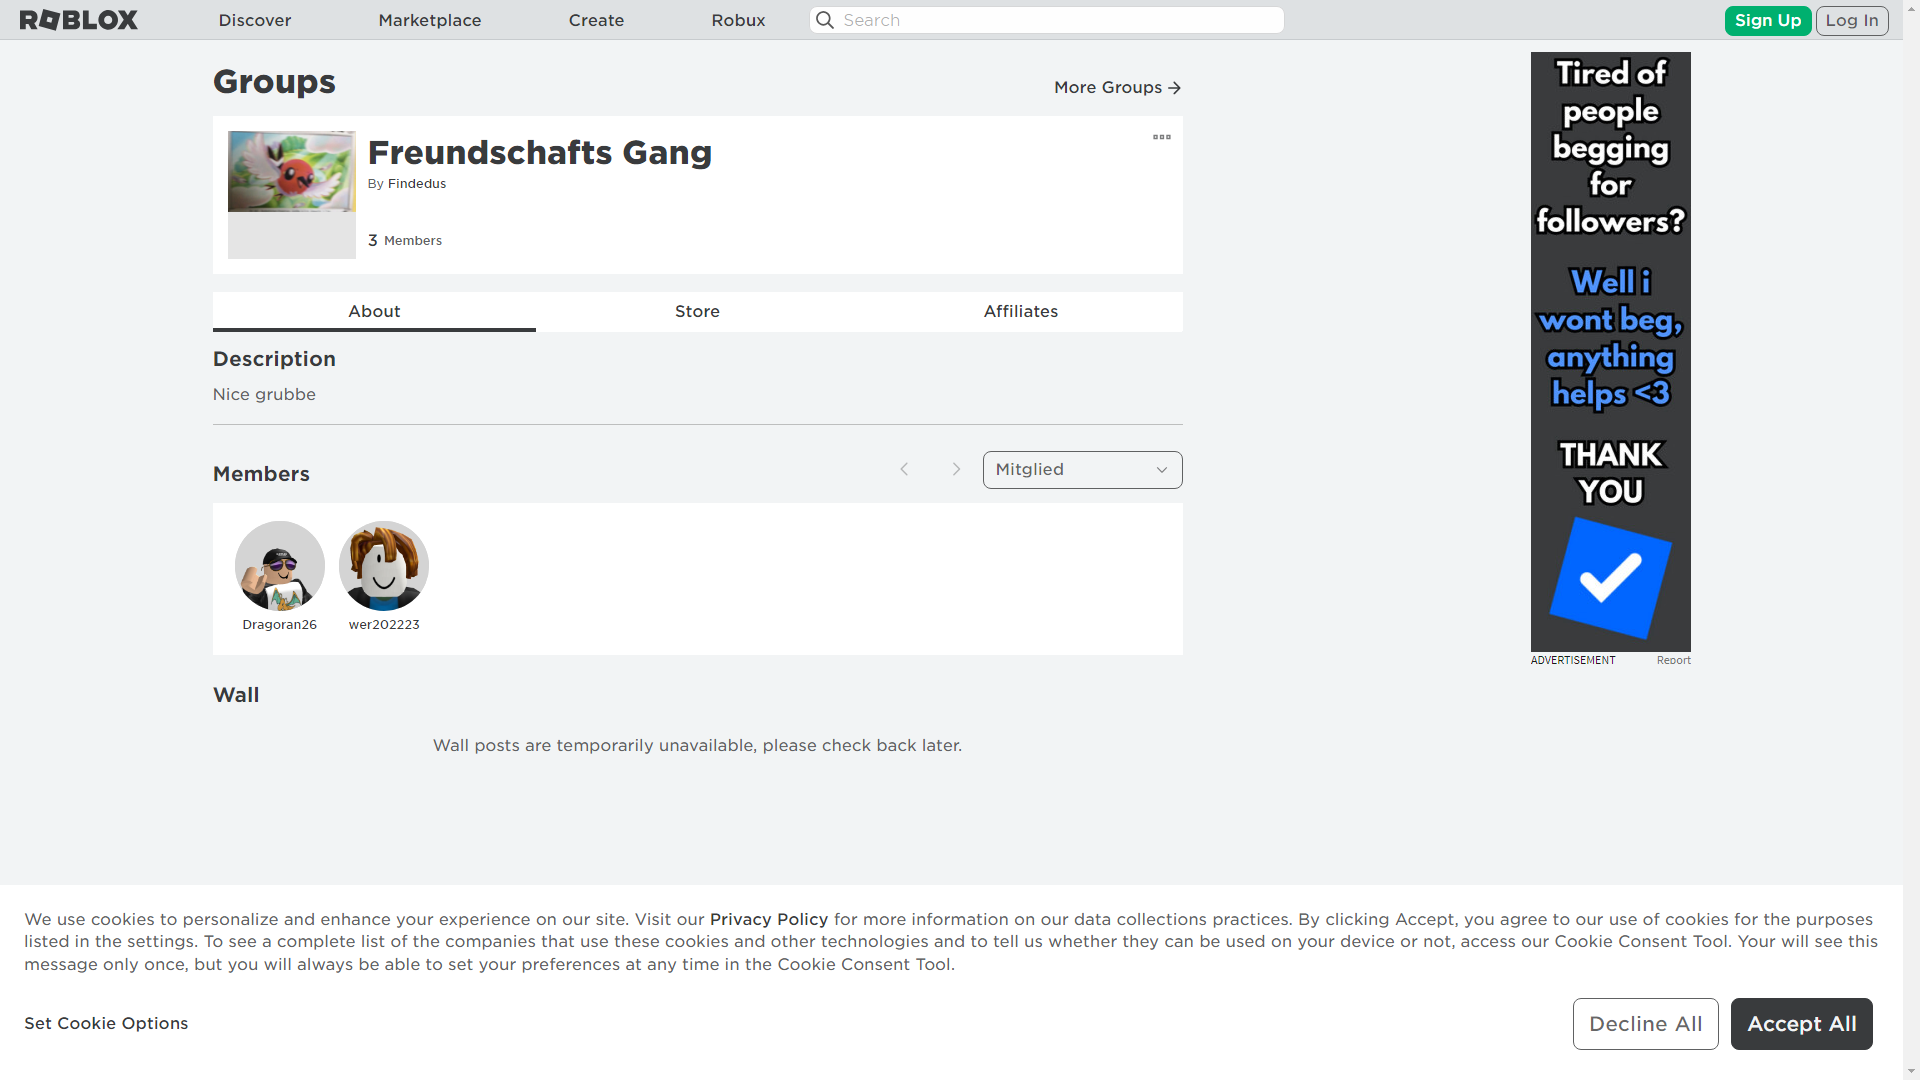 ROBLOX
Discover
Marketplace
Create
Robux
Search
Sign Up
Log In
Groups
More Groups
Freundschafts Gang
By Findedus
3 Members
About
Store
Affiliates
Description
Nice grubbe
Members
Mitglied
Dragoran26
wer202223
Wall
Wall posts are temporarily unavailable, please check back later.
Tired of
people
begging
for
followers?
Well i
wont beg,
anything
helps <3
THANK
YOU
ADVERTISEMENT
Report
We use cookies to personalize and enhance your experience on our site. Visit our Privacy Policy for more information on our data collections practices. By clicking Accept, you agree to our use of cookies for the purposes
listed in the settings. To see a complete list of the companies that use these cookies and other technologies and to tell us whether they can be used on your device or not, access our Cookie Consent Tool. Your will see this
message only once, but you will always be able to set your preferences at any time in the Cookie Consent Tool.
Set Cookie Options
Decline All
Accept All